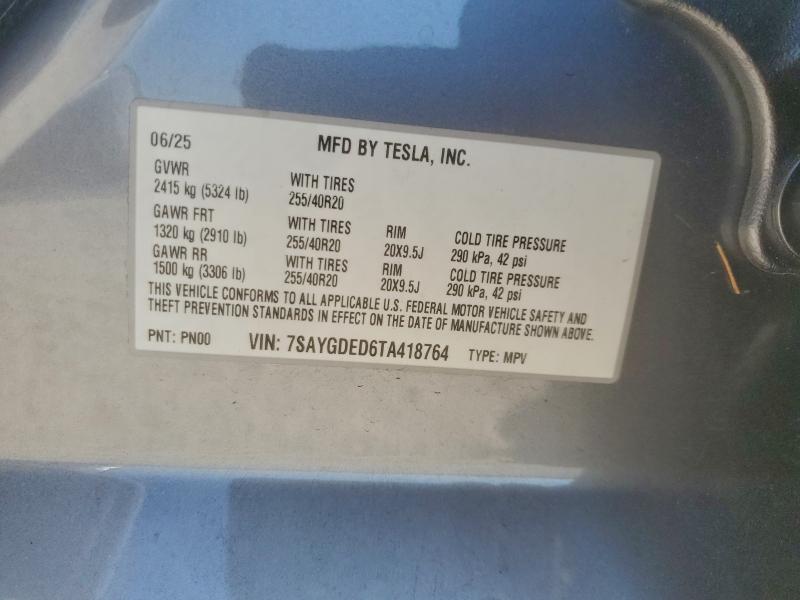 06/25 MFD BY TESLA, INC.
GVWR
2415 kg (5324 lb) WITH TIRES 255/40R20
GAWR FRT WITH TIRES RIM COLD TIRE PRESSURE
1320 kg (2910 lb) 255/40R20 20X9.5J 290 kPa, 42 psi
GAWR RR WITH TIRES RIM COLD TIRE PRESSURE
1500 kg (3306 lb) 255/40R20 20X9.5J 290 kPa, 42 psi
THIS VEHICLE CONFORMS TO ALL APPLICABLE U.S. FEDERAL MOTOR VEHICLE SAFETY AND
THEFT PREVENTION STANDARDS IN EFFECT ON THE DATE OF MANUFACTURE SHOWN ABOVE.
PNT: PN00 VIN: 7SAYGDED6TA418764 TYPE: MPV